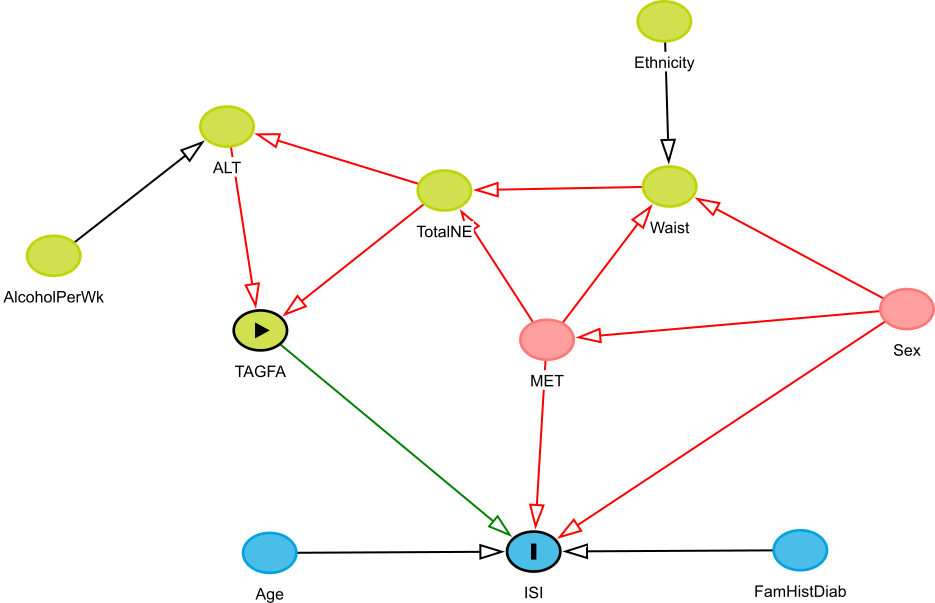 Ethnicity
ALT
TotalNE
Waist
AlcoholPerWk
Sex
TAGFA
MET
Age
ISI
FamHistDiab